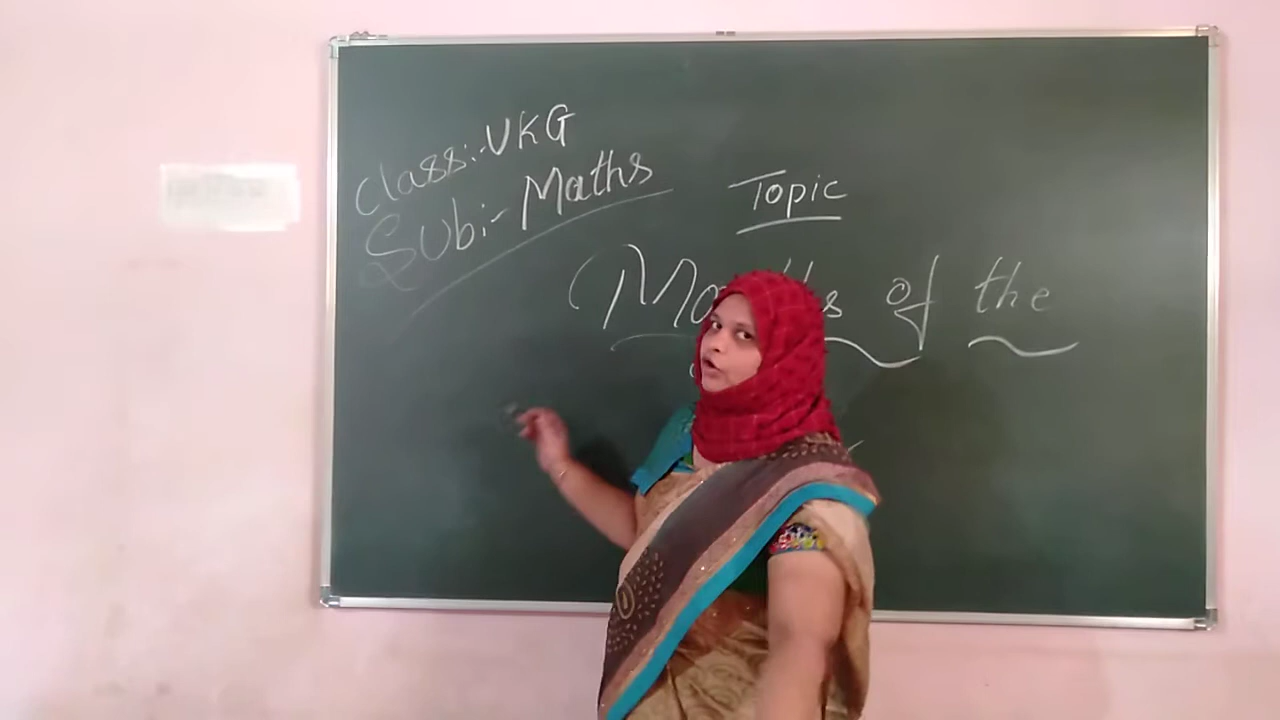 Class:- UKG
Sub:- Maths
Topic
of the